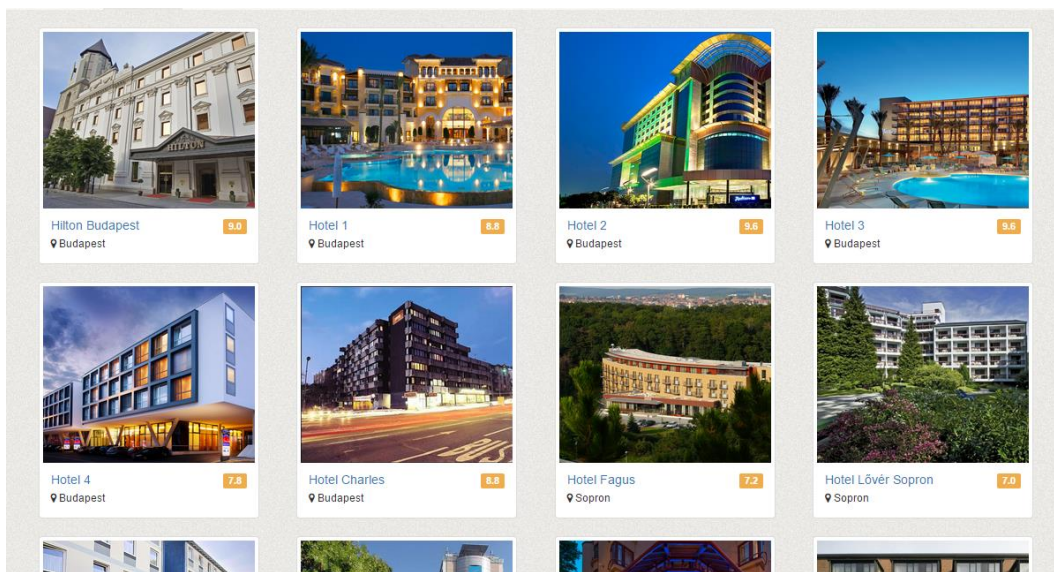 HILTON
Hilton Budapest 9.0
Budapest
Hotel 1 8.8
Budapest
Hotel 2 9.6
Budapest
Hotel 3 9.6
Budapest
BUS
Hotel 4 7.8
Budapest
Hotel Charles 8.8
Budapest
Hotel Fagus 7.2
Sopron
Hotel Lővér Sopron 7.0
Sopron